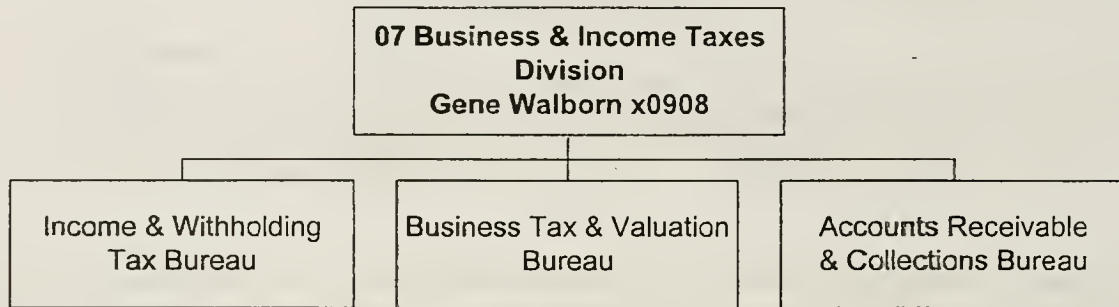 07 Business & Income Taxes
Division
Gene Walborn x0908
Income & Withholding
Tax Bureau
Business Tax & Valuation
Bureau
Accounts Receivable
& Collections Bureau